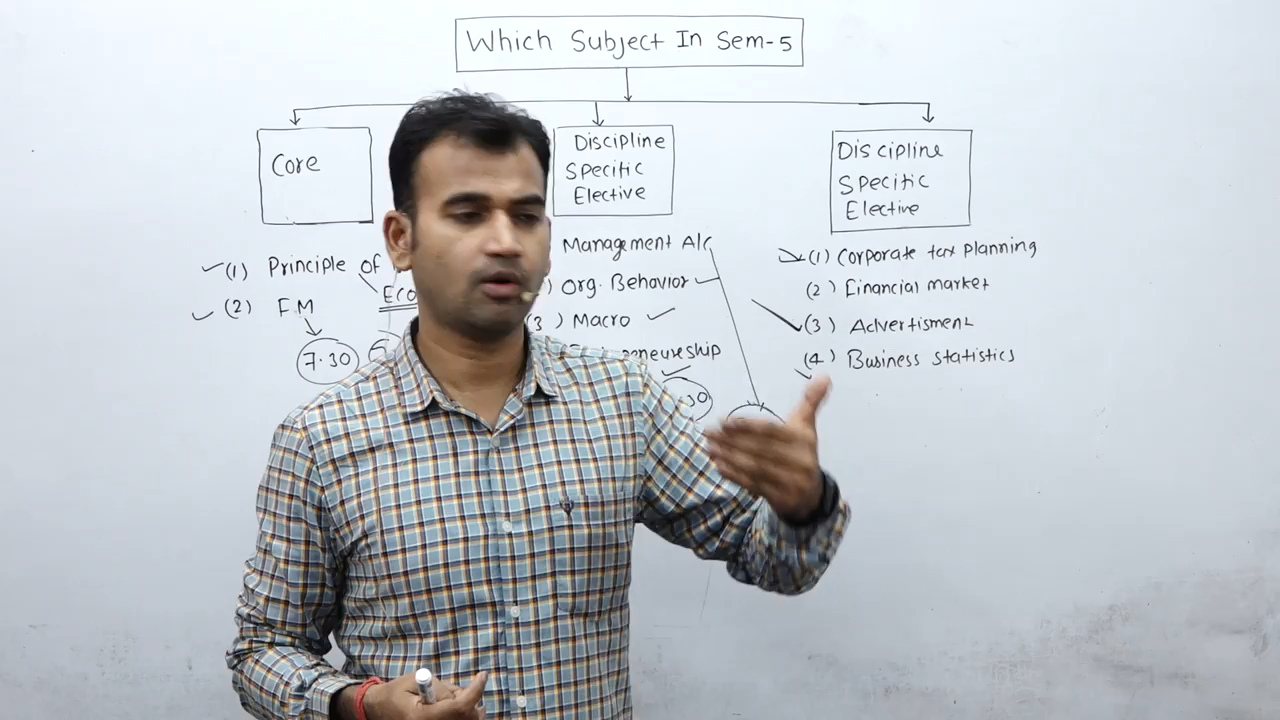 Which Subject In Sem-5
Core
Discipline
Specific
Elective
Discipline
Specific
Elective
(1) Principle of
Eco
(2) F.M
7.30
Management A/c
) Org. Behavior
(3) Macro
(1) Corporate tax planning
(2) Financial market
(3) Advertisment
(4) Business statistics